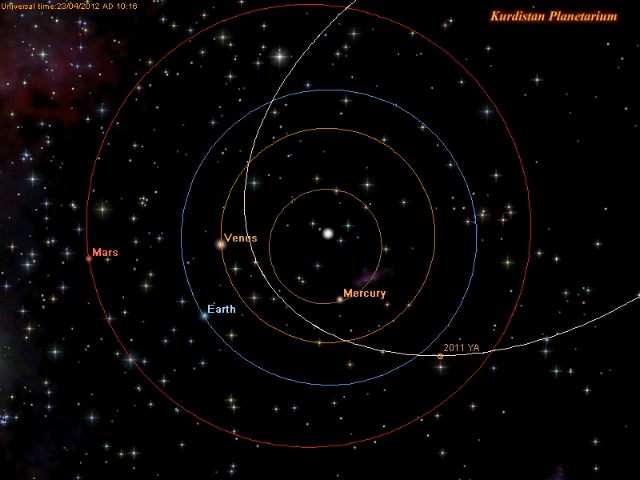 Universal time:23/04/2012 AD 10:16
Kurdistan Planetarium
Venus
Mars
Mercury
Earth
2011 YA